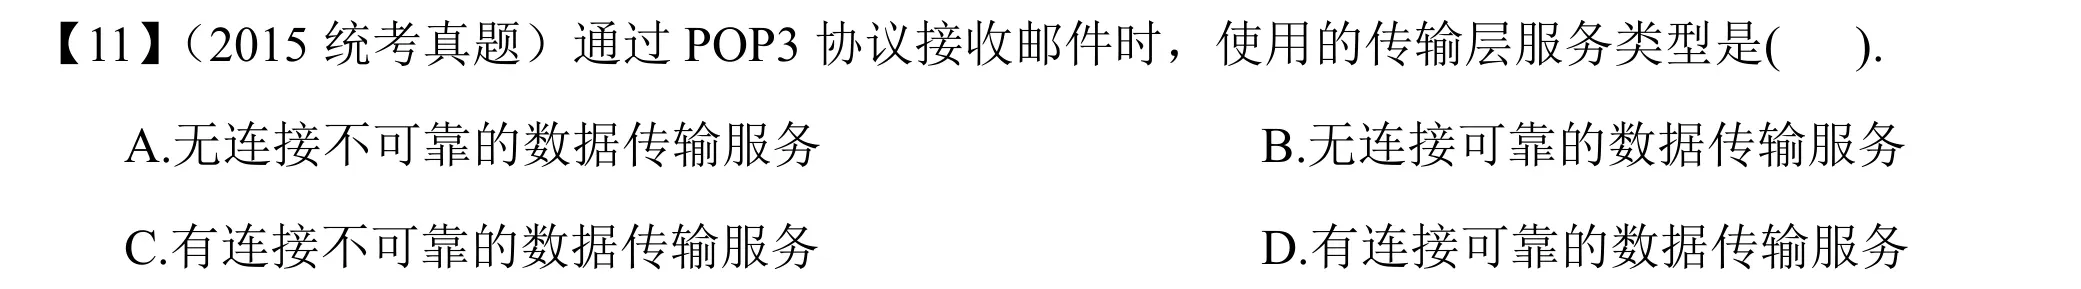 【11】（2015 统考真题）通过 POP3 协议接收邮件时，使用的传输层服务类型是(    ).
A.无连接不可靠的数据传输服务    B.无连接可靠的数据传输服务
C.有连接不可靠的数据传输服务    D.有连接可靠的数据传输服务